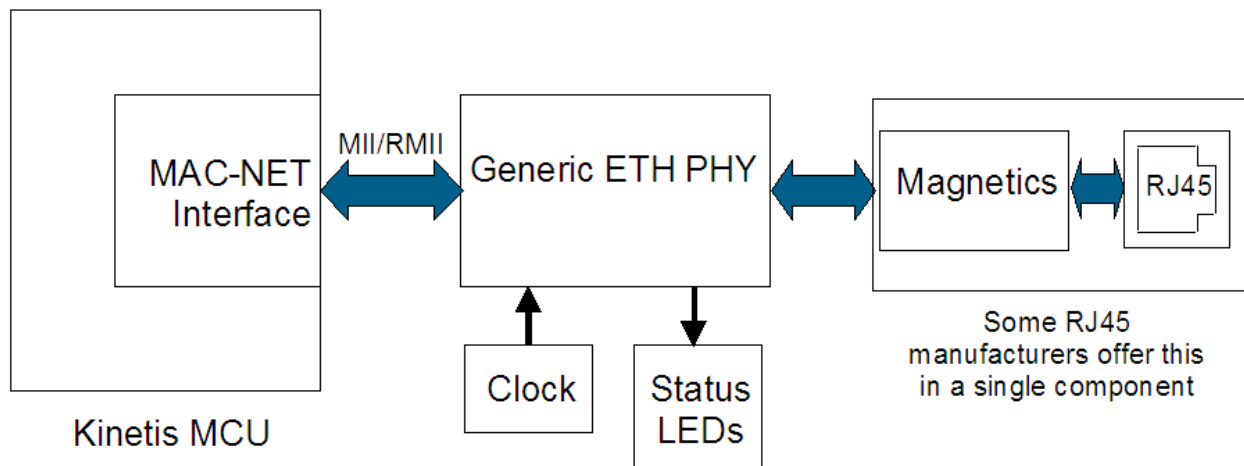 MAC-NET
Interface
MII/RMII
Generic ETH PHY
Magnetics
RJ45
Clock
Status
LEDs
Some RJ45
manufacturers offer this
in a single component
Kinetis MCU